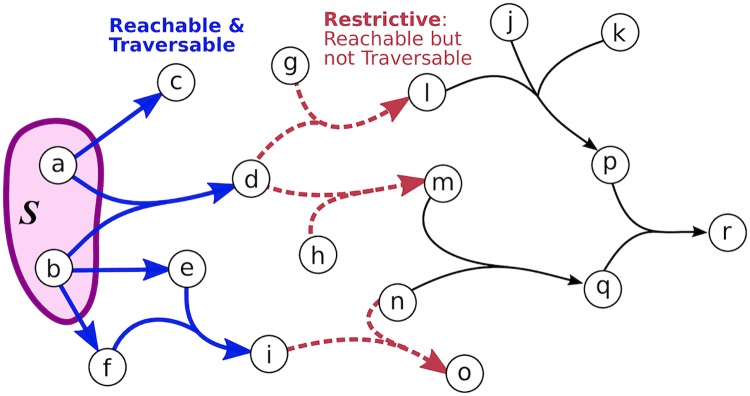 Reachable &
Traversable
Restrictive:
Reachable but
not Traversable
j
k
g
c
l
a
p
d
m
S
r
h
b
e
q
n
i
f
o